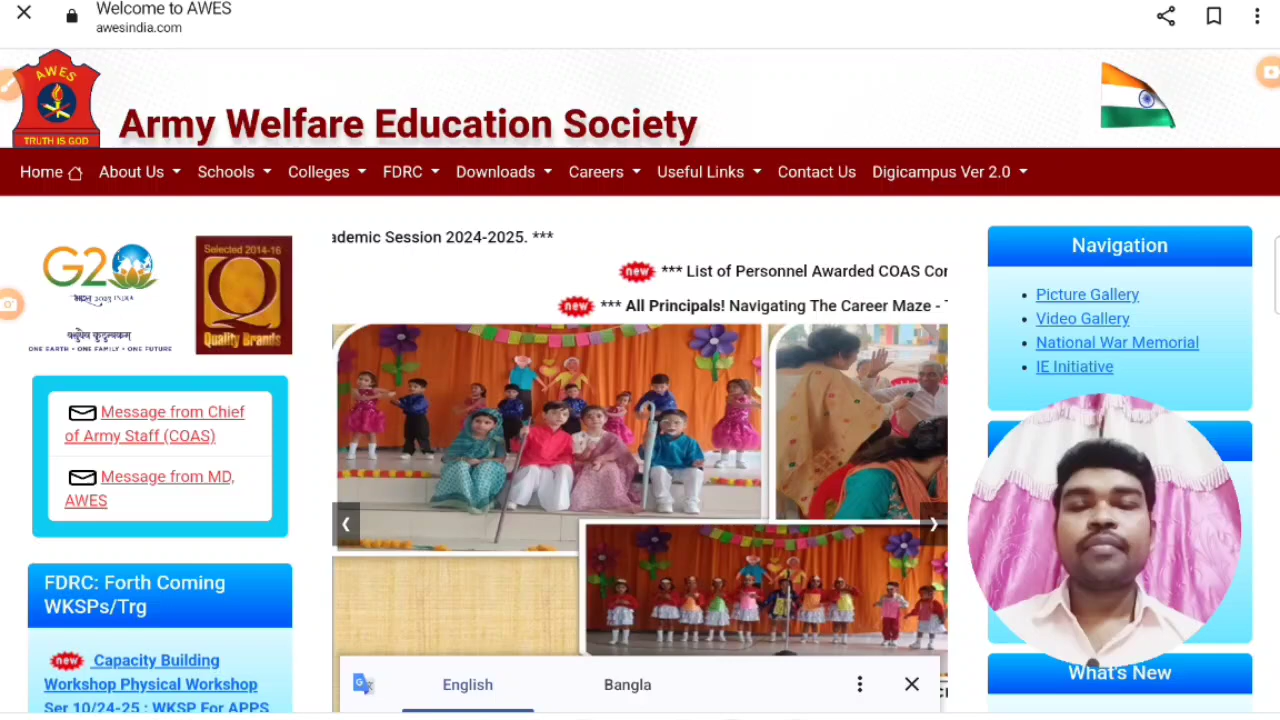 Welcome to AWES
awesindia.com
AWES
TRUTH IS GOD
Army Welfare Education Society
Home About Us Schools Colleges FDRC Downloads Careers Useful Links Contact Us Digicampus Ver 2.0
G20
भारत 2023 INDIA
वसुधैव कुटुम्बकम्
ONE EARTH • ONE FAMILY • ONE FUTURE
Selected 2014-16
Q
Quality Brands
Message from Chief
of Army Staff (COAS)
Message from MD,
AWES
FDRC: Forth Coming
WKSPs/Trg
new Capacity Building
Workshop Physical Workshop
Ser 10/24-25 : WKSP For APPS
ademic Session 2024-2025. ***
new *** List of Personnel Awarded COAS Cor
new *** All Principals! Navigating The Career Maze -
English Bangla
Navigation
• Picture Gallery
• Video Gallery
• National War Memorial
• IE Initiative
What's New